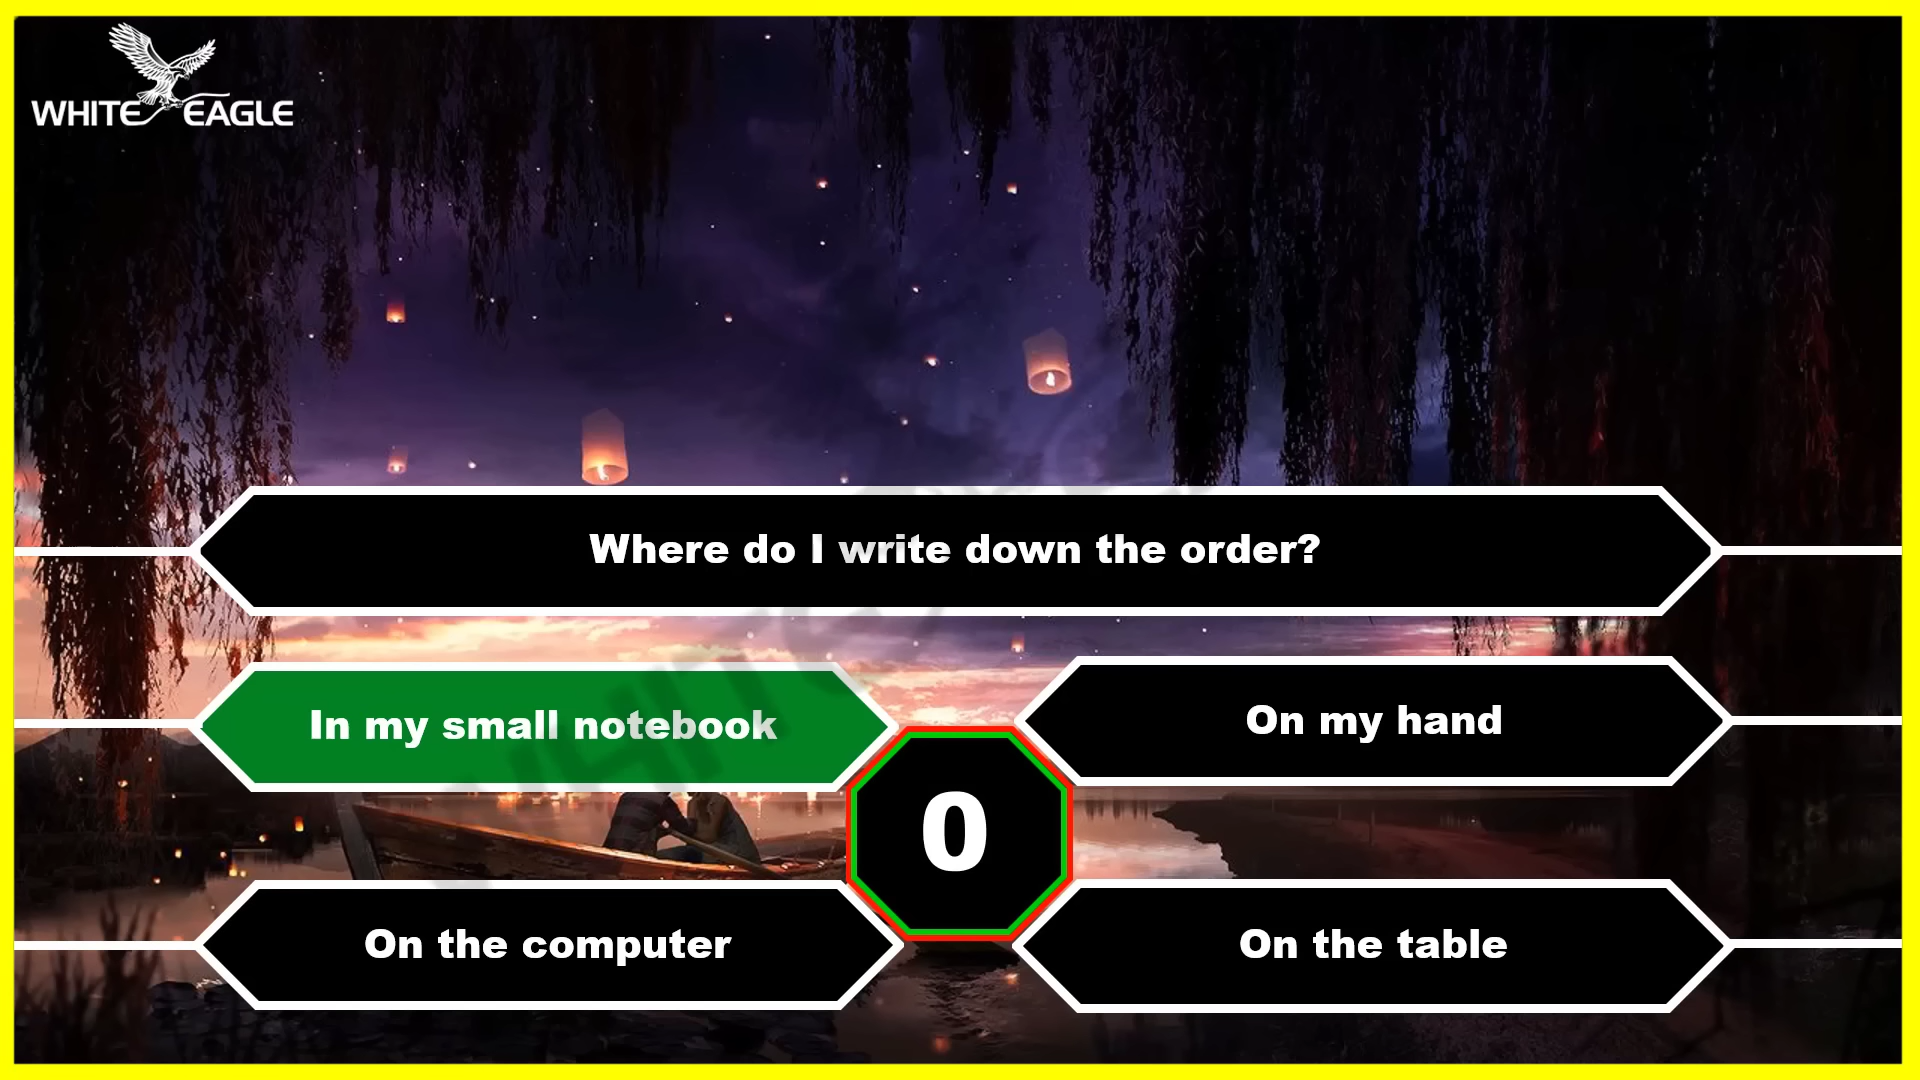 WHITE EAGLE
Where do I write down the order?
In my small notebook
On my hand
0
On the computer
On the table